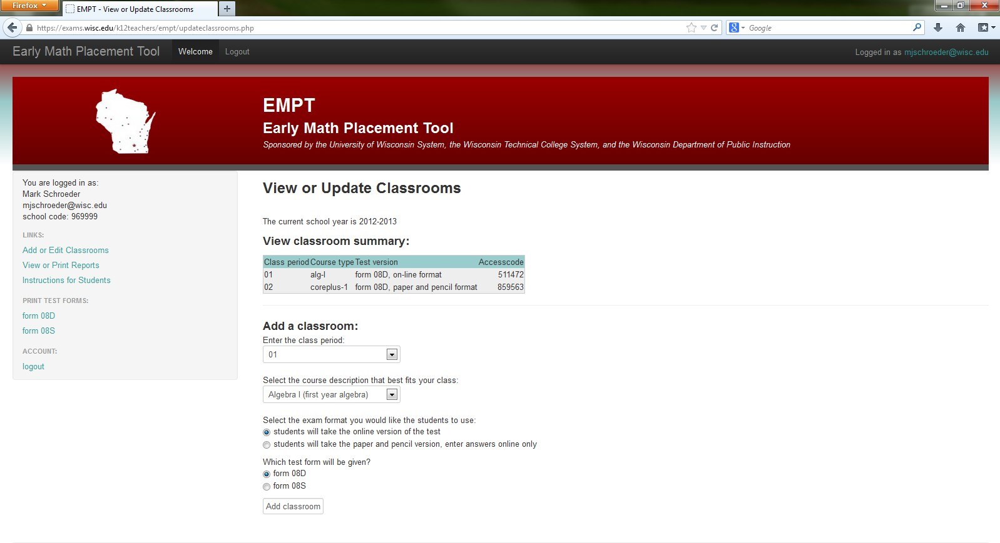 Firefox
EMPT - View or Update Classrooms
https://exams.wisc.edu/k12teachers/empt/updateclassrooms.php
Google
Early Math Placement Tool
Welcome
Logout
Logged in as mjschroeder@wisc.edu
EMPT
Early Math Placement Tool
Sponsored by the University of Wisconsin System, the Wisconsin Technical College System, and the Wisconsin Department of Public Instruction
You are logged in as:
Mark Schroeder
mjschroeder@wisc.edu
school code: 969999
LINKS:
Add or Edit Classrooms
View or Print Reports
Instructions for Students
PRINT TEST FORMS:
form 08D
form 08S
ACCOUNT:
logout
View or Update Classrooms
The current school year is 2012-2013
View classroom summary:
Class period Course type Test version Accesscode
01 alg-I form 08D, on-line format 511472
02 coreplus-1 form 08D, paper and pencil format 859563
Add a classroom:
Enter the class period:
01
Select the course description that best fits your class:
Algebra I (first year algebra)
Select the exam format you would like the students to use:
students will take the online version of the test
students will take the paper and pencil version, enter answers online only
Which test form will be given?
form 08D
form 08S
Add classroom